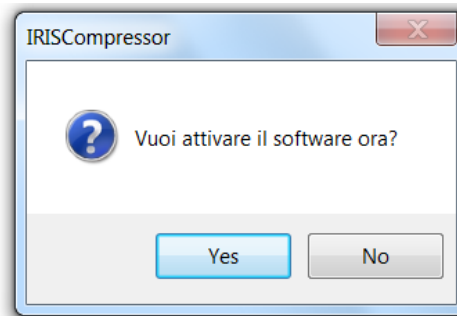 IRISCompressor
Vuoi attivare il software ora?
Yes
No